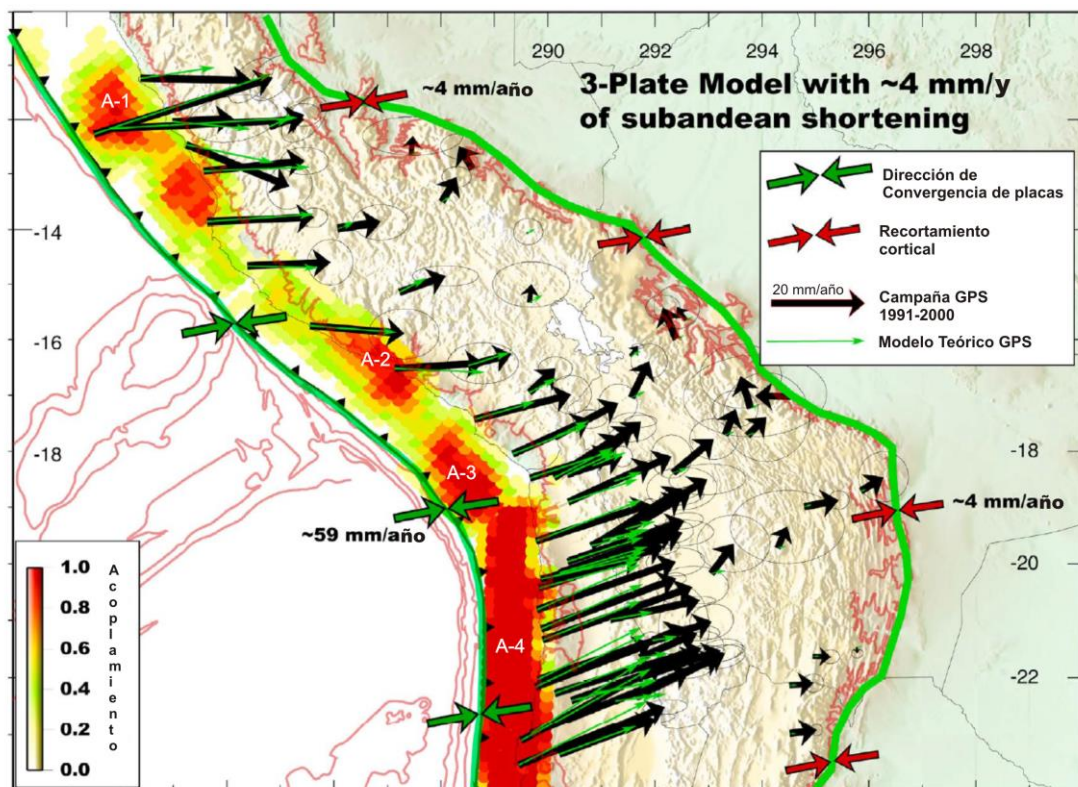 290
292
294
296
298
3-Plate Model with ~4 mm/y
of subandean shortening
~4 mm/año
A-1
Dirección de
Convergencia de placas
Recortamiento
cortical
20 mm/año
Campaña GPS
1991-2000
Modelo Teórico GPS
-14
-16
A-2
-18
-18
A-3
~4 mm/año
~59 mm/año
-20
A-4
-22
1.0
0.8
0.6
0.4
0.2
0.0
Acoplamiento